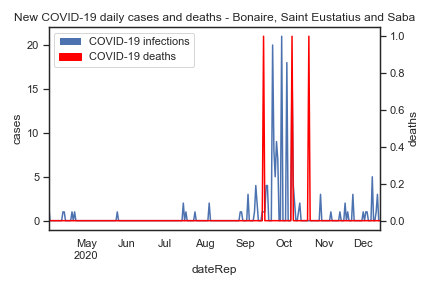 New COVID-19 daily cases and deaths - Bonaire, Saint Eustatius and Saba
COVID-19 infections
COVID-19 deaths
20
15
10
5
0
cases
1.0
0.8
0.6
0.4
0.2
0.0
deaths
May Jun Jul Aug Sep Oct Nov Dec
2020
dateRep